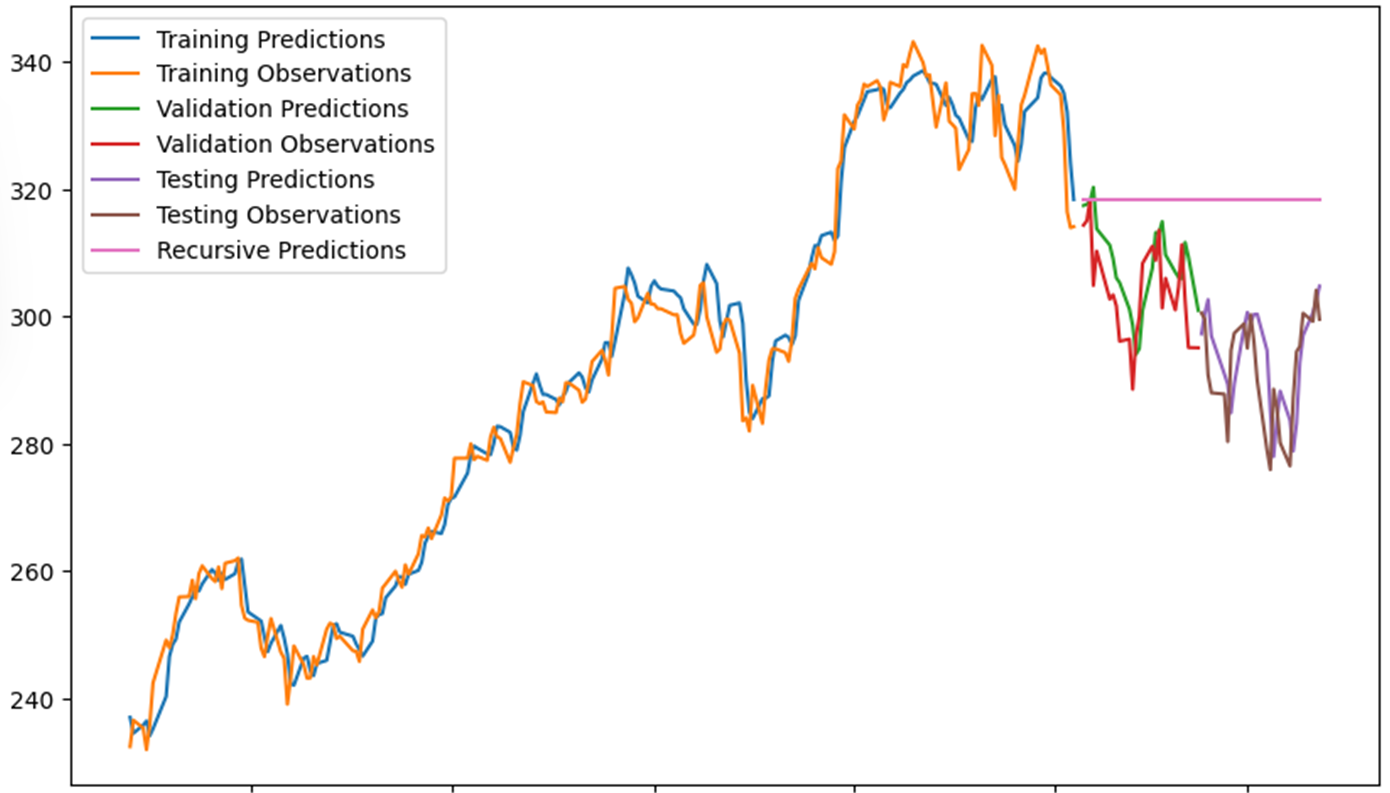 Training Predictions
Training Observations
Validation Predictions
Validation Observations
Testing Predictions
Testing Observations
Recursive Predictions
340
320
300
280
260
240